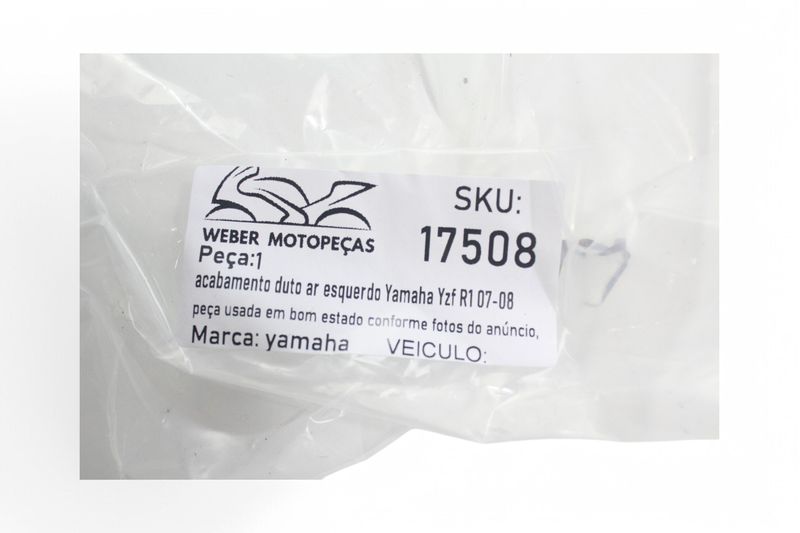 WEBER MOTOPEÇAS
SKU:
17508
Peça:1
acabamento duto ar esquerdo Yamaha Yzf R1 07-08
peça usada em bom estado conforme fotos do anúncio,
Marca: yamaha VEICULO: